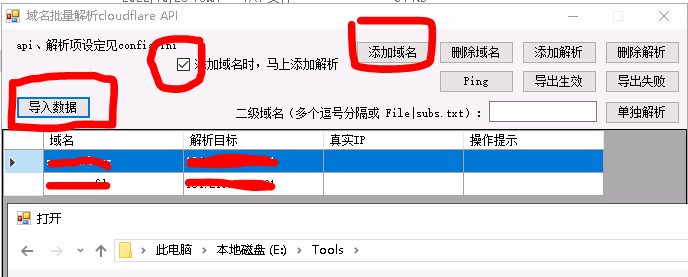 域名批量解析cloudflare API
api、解析项设定见config.ini
添加域名时，马上添加解析
添加域名 删除域名 添加解析 删除解析
Ping 导出生效 导出失败
导入数据
二级域名（多个逗号分隔或 File|subs.txt）： 单独解析
域名 解析目标 真实IP 操作提示
打开
此电脑 › 本地磁盘 (E:) › Tools ›